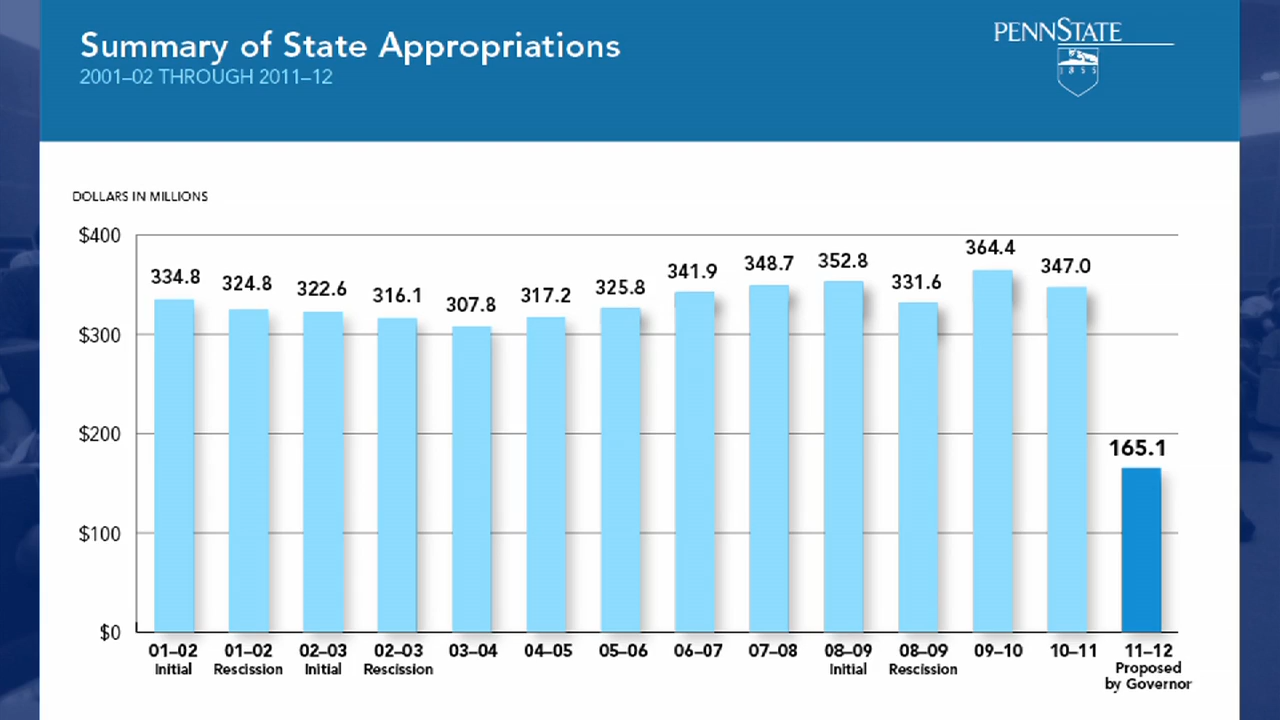 Summary of State Appropriations
2001–02 THROUGH 2011–12
PENNSTATE
1855
DOLLARS IN MILLIONS
$400
$300
$200
$100
$0
334.8
324.8
322.6
316.1
307.8
317.2
325.8
341.9
348.7
352.8
331.6
364.4
347.0
165.1
01–02
Initial
01–02
Rescission
02–03
Initial
02–03
Rescission
03–04
04–05
05–06
06–07
07–08
08–09
Initial
08–09
Rescission
09–10
10–11
11–12
Proposed
by Governor